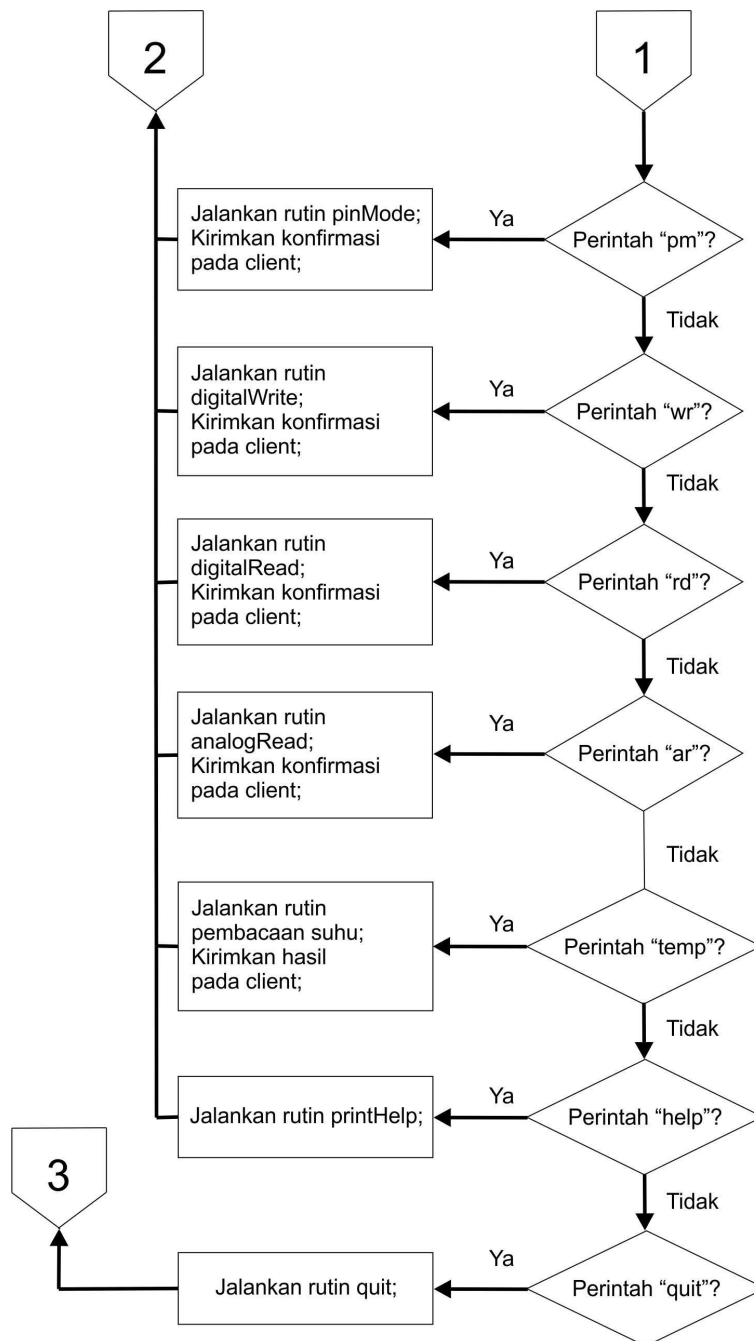 2
1
Jalankan rutin pinMode;
Kirimkan konfirmasi
pada client;
Ya
Perintah “pm”?
Tidak
Jalankan rutin
digitalWrite;
Kirimkan konfirmasi
pada client;
Ya
Perintah “wr”?
Tidak
Jalankan rutin
digitalRead;
Kirimkan konfirmasi
pada client;
Ya
Perintah “rd”?
Tidak
Jalankan rutin
analogRead;
Kirimkan konfirmasi
pada client;
Ya
Perintah “ar”?
Tidak
Jalankan rutin
pembacaan suhu;
Kirimkan hasil
pada client;
Ya
Perintah “temp”?
Tidak
Jalankan rutin printHelp;
Ya
Perintah “help”?
Tidak
3
Jalankan rutin quit;
Ya
Perintah “quit”?